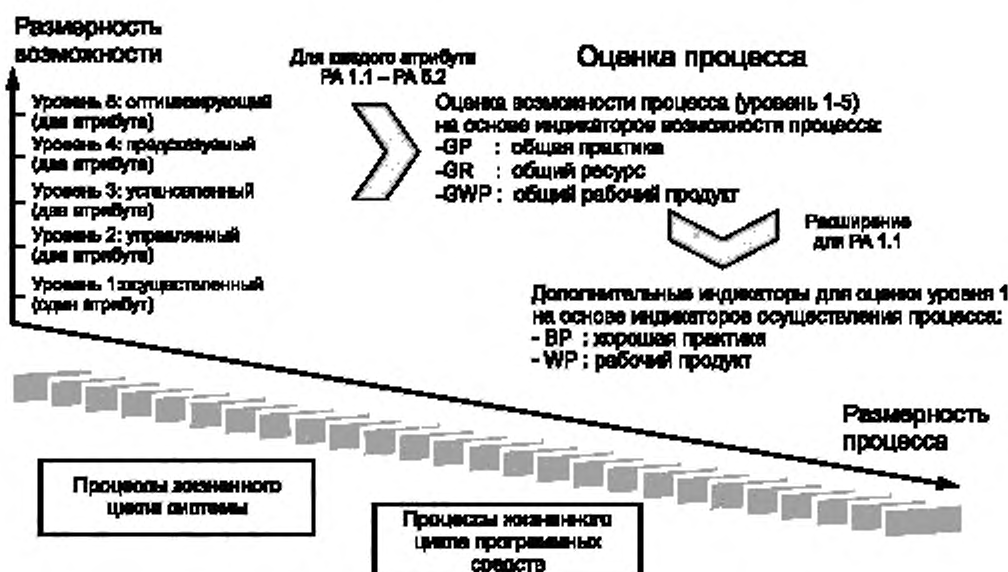 Размерность
возможности
Уровень 5: оптимизирующий
(два атрибута)
Уровень 4: предсказуемый
(два атрибута)
Уровень 3: установленный
(два атрибута)
Уровень 2: управляемый
(два атрибута)
Уровень 1:осуществленный
(один атрибут)
Для каждого атрибута
PA 1.1 – PA 5.2
Оценка процесса
Оценка возможности процесса (уровень 1-5)
на основе индикаторов возможности процесса:
-GP : общая практика
-GR : общий ресурс
-GWP : общий рабочий продукт
Расширение
для PA 1.1
Дополнительные индикаторы для оценки уровня 1
на основе индикаторов осуществления процесса:
- BP : хорошая практика
- WP : рабочий продукт
Размерность
процесса
Процессы жизненного
цикла системы
Процессы жизненного
цикла программных
средств